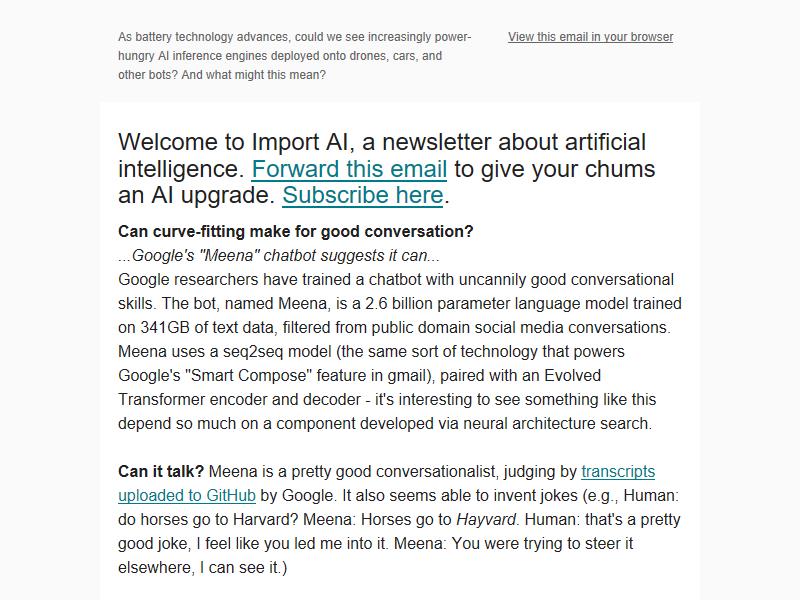 As battery technology advances, could we see increasingly power-
hungry AI inference engines deployed onto drones, cars, and
other bots? And what might this mean?
View this email in your browser
Welcome to Import AI, a newsletter about artificial
intelligence. Forward this email to give your chums
an AI upgrade. Subscribe here.
Can curve-fitting make for good conversation?
...Google's "Meena" chatbot suggests it can...
Google researchers have trained a chatbot with uncannily good conversational
skills. The bot, named Meena, is a 2.6 billion parameter language model trained
on 341GB of text data, filtered from public domain social media conversations.
Meena uses a seq2seq model (the same sort of technology that powers
Google's "Smart Compose" feature in gmail), paired with an Evolved
Transformer encoder and decoder - it's interesting to see something like this
depend so much on a component developed via neural architecture search.
Can it talk? Meena is a pretty good conversationalist, judging by transcripts
uploaded to GitHub by Google. It also seems able to invent jokes (e.g., Human:
do horses go to Harvard? Meena: Horses go to Hayvard. Human: that's a pretty
good joke, I feel like you led me into it. Meena: You were trying to steer it
elsewhere, I can see it.)